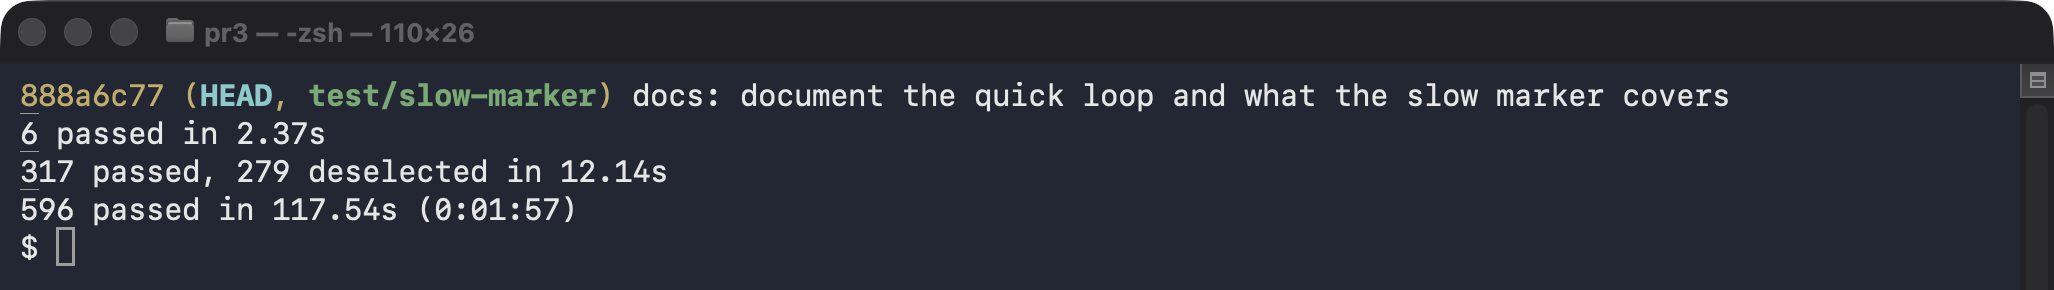 pr3 — -zsh — 110×26
888a6c77 (HEAD, test/slow-marker) docs: document the quick loop and what the slow marker covers
6 passed in 2.37s
317 passed, 279 deselected in 12.14s
596 passed in 117.54s (0:01:57)
$